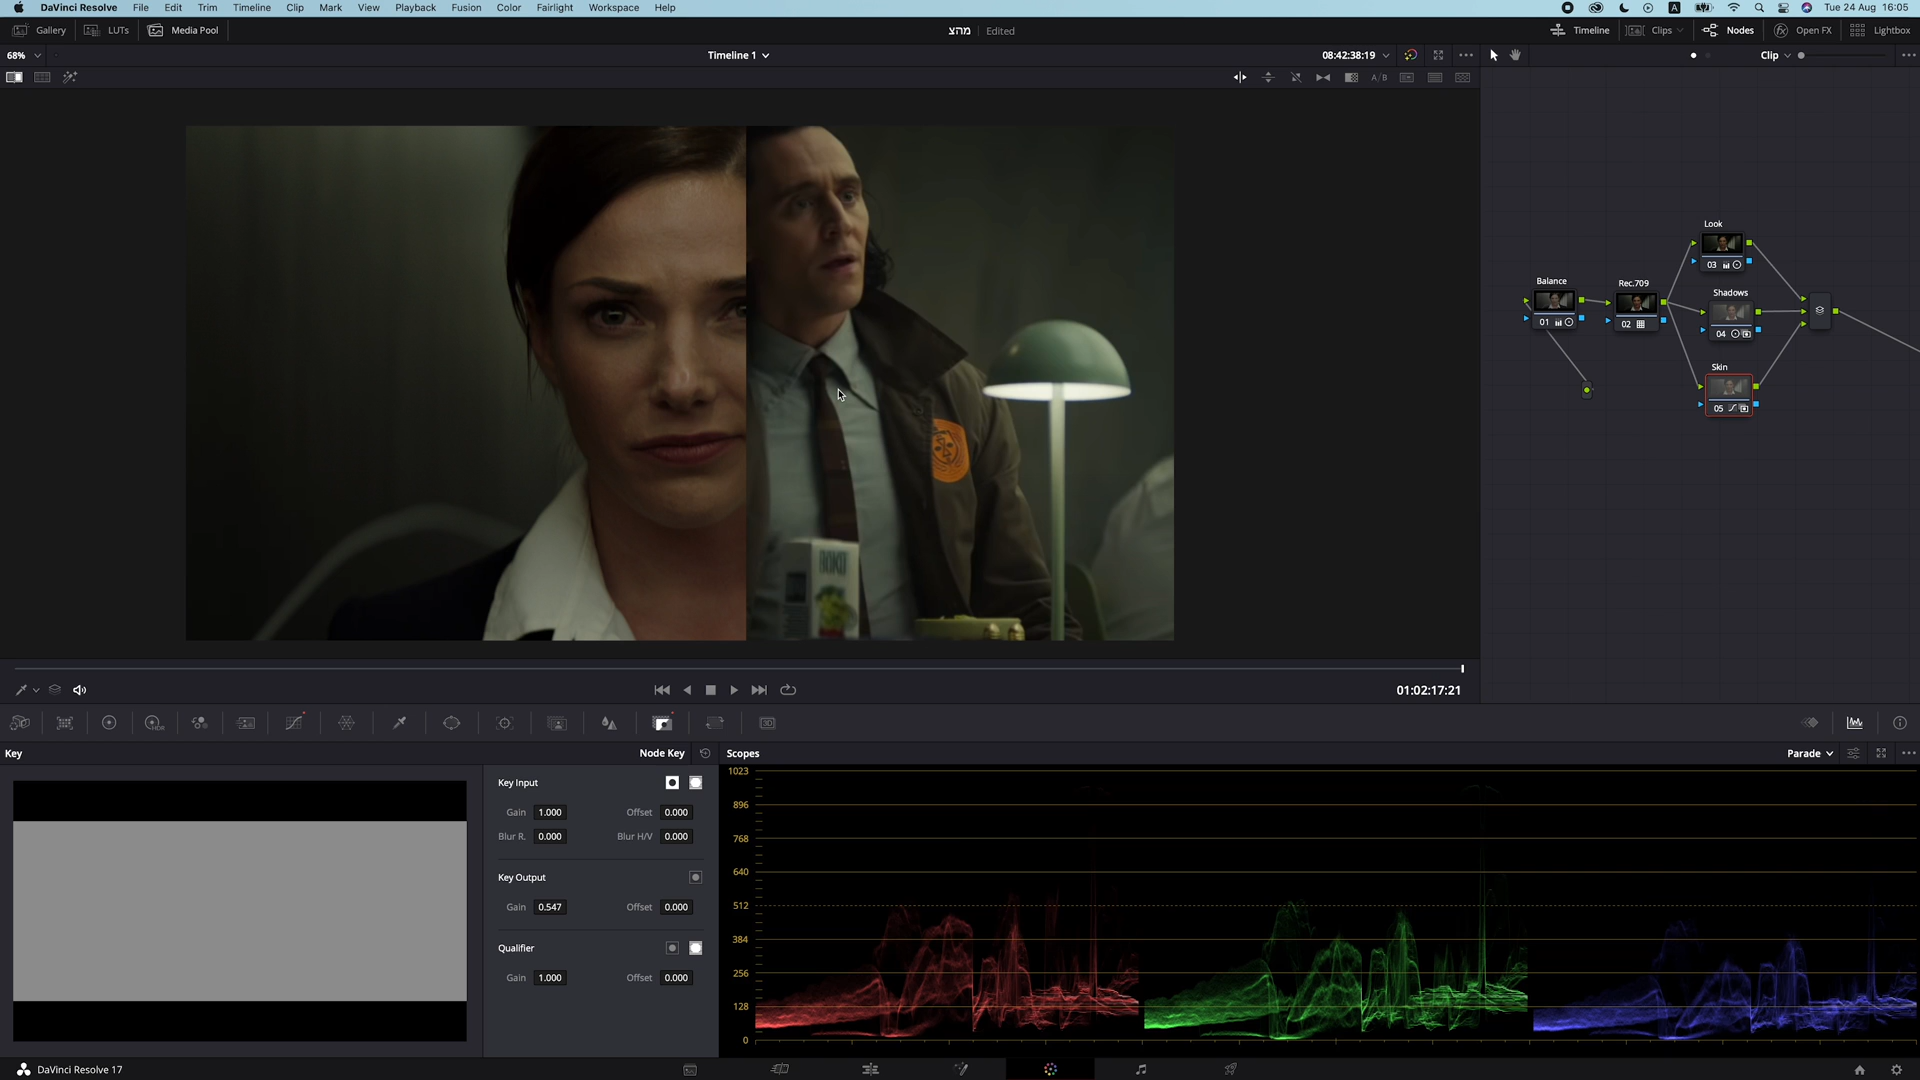 DaVinci Resolve File Edit Trim Timeline Clip Mark View Playback Fusion Color Fairlight Workspace Help A Tue 24 Aug 16:05
Gallery LUTs Media Pool מהצ Edited Timeline Clips Nodes Open FX Lightbox
68% Timeline 1 08:42:38:19 Clip
A/B
Look
03
Balance
01
Rec.709
02
Shadows
04
Skin
05
01:02:17:21
HDR
3D
Key Node Key Scopes Parade
Key Input
Gain 1.000 Offset 0.000
Blur R. 0.000 Blur H/V 0.000
Key Output
Gain 0.547 Offset 0.000
Qualifier
Gain 1.000 Offset 0.000
1023
896
768
640
512
384
256
128
0
DaVinci Resolve 17